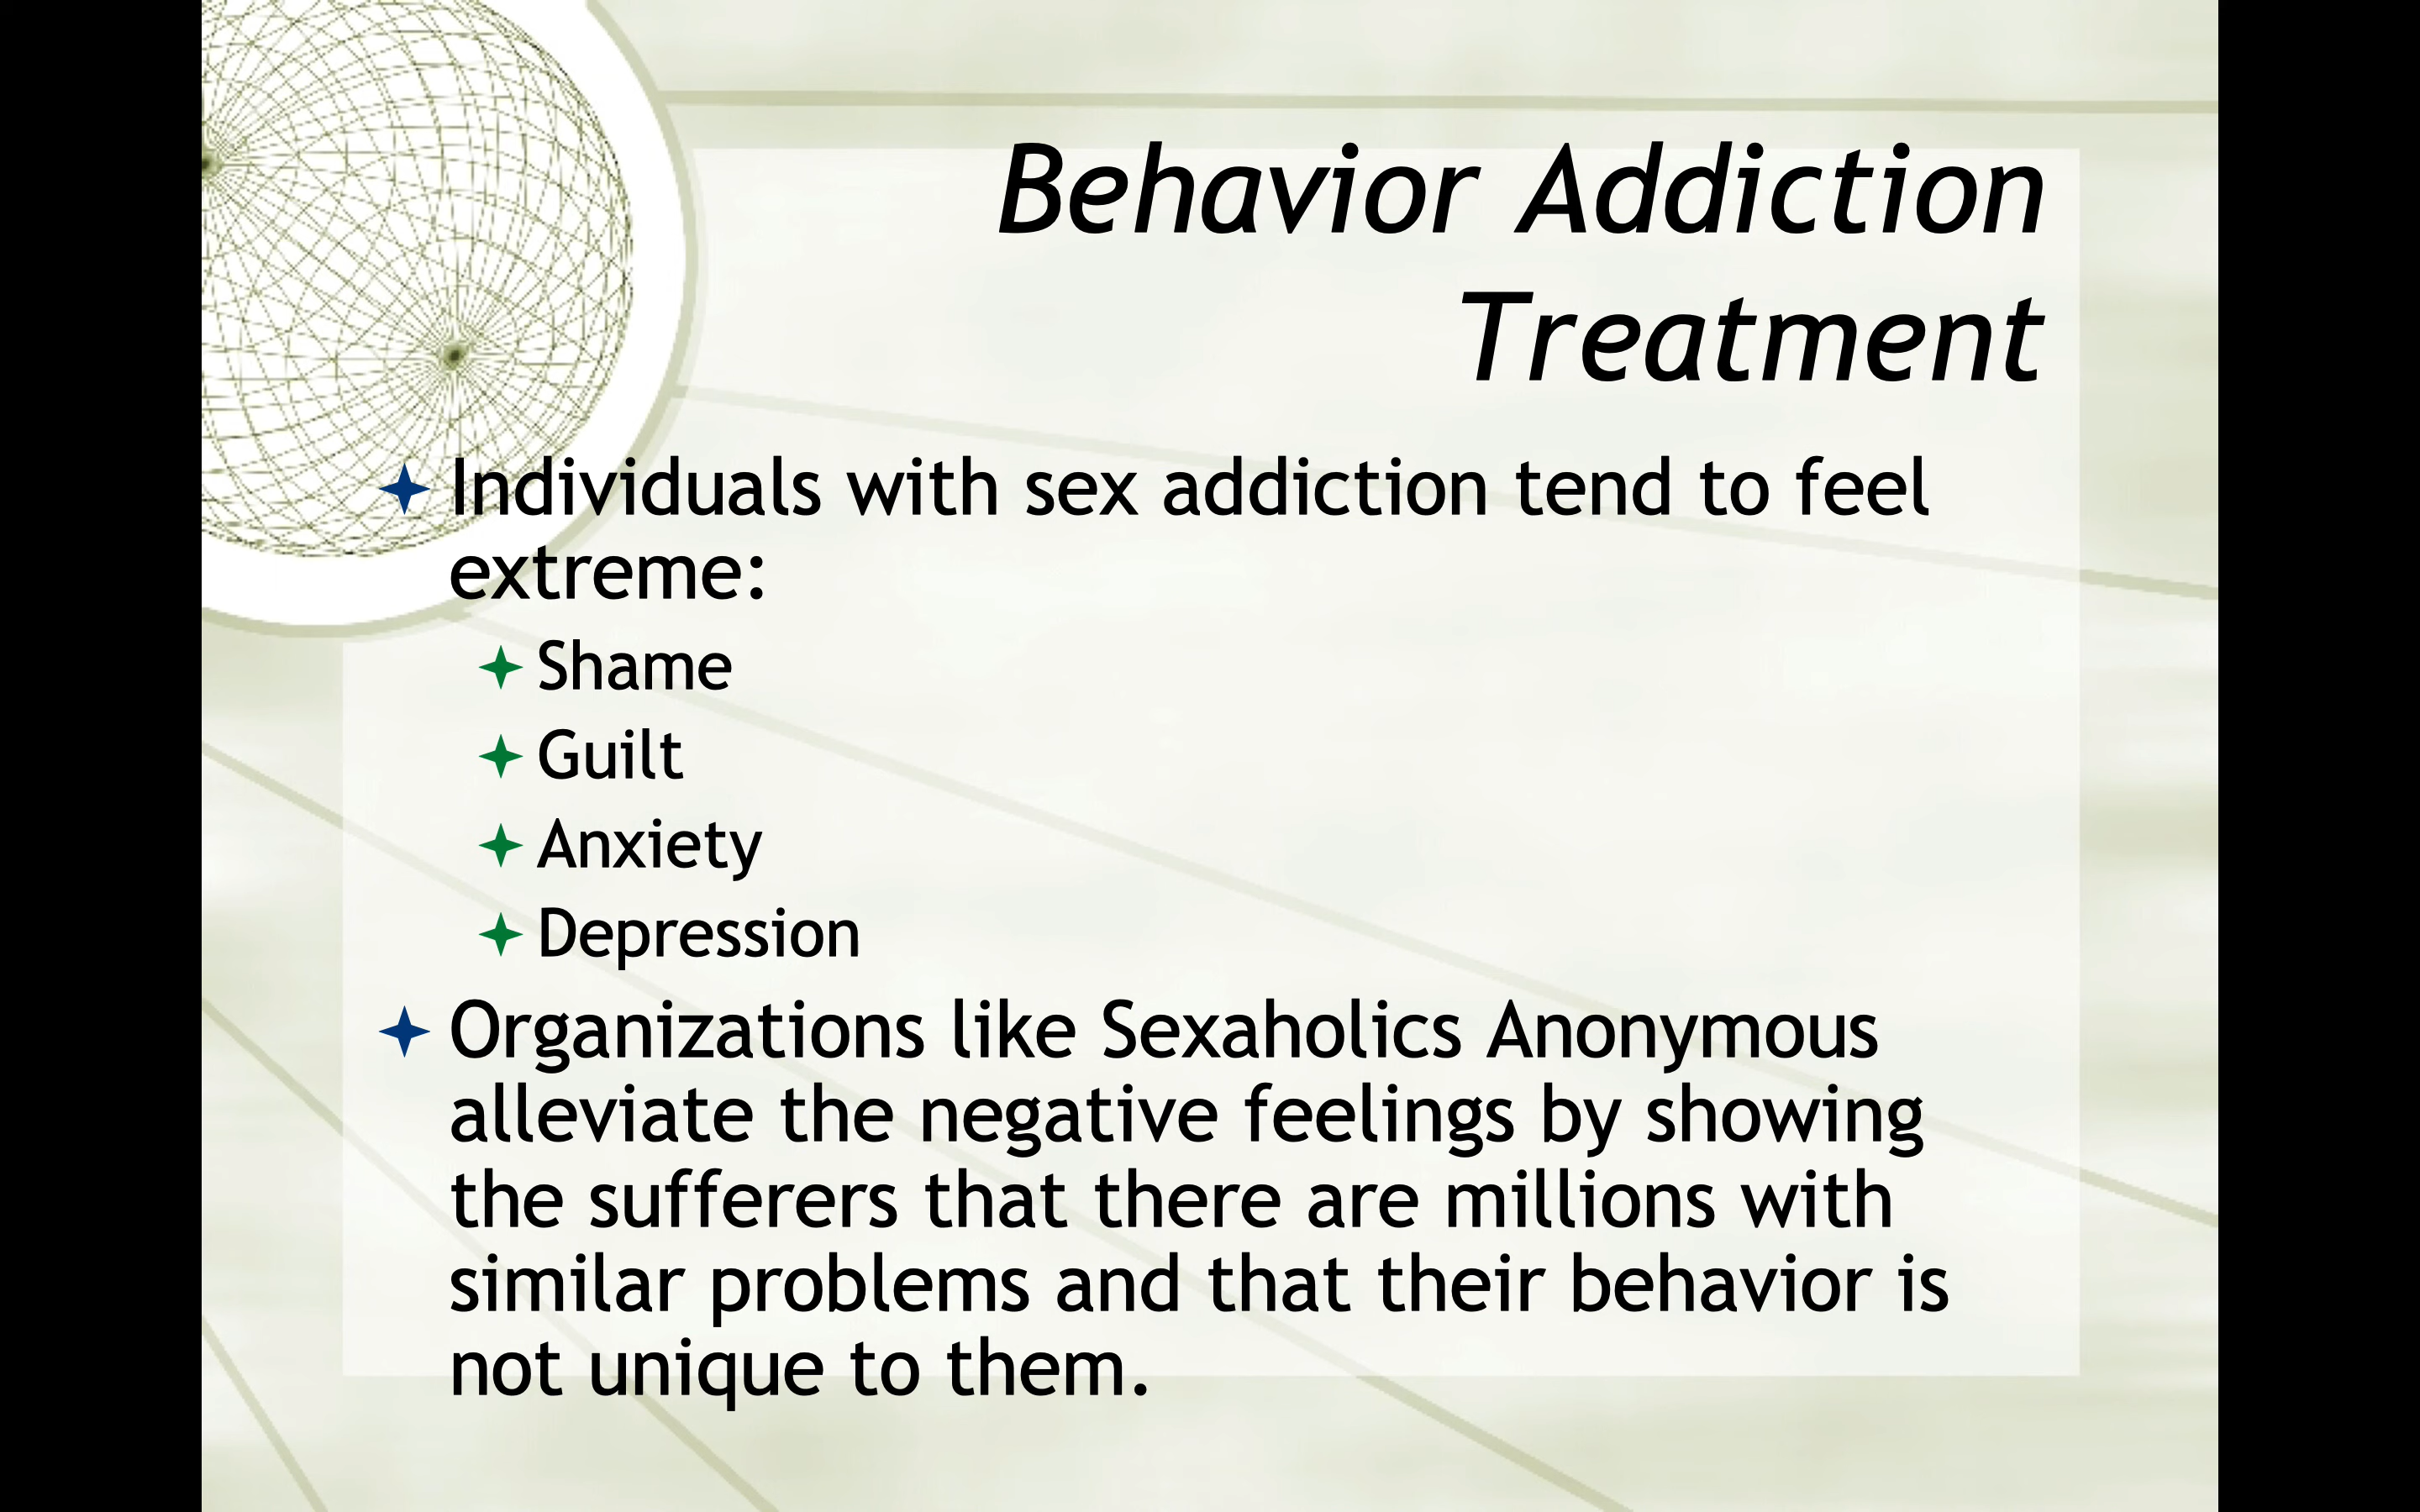 Behavior Addiction
Treatment
Individuals with sex addiction tend to feel
extreme:
Shame
Guilt
Anxiety
Depression
Organizations like Sexaholics Anonymous
alleviate the negative feelings by showing
the sufferers that there are millions with
similar problems and that their behavior is
not unique to them.